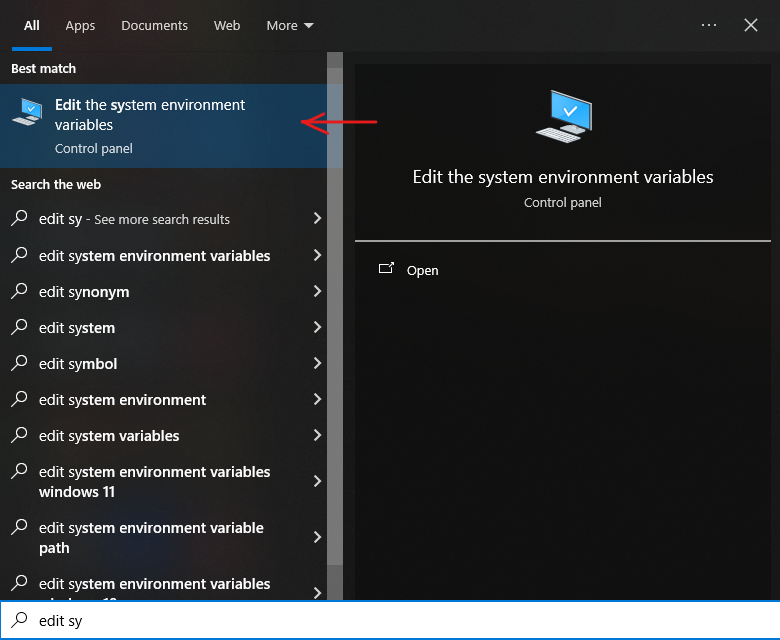 All Apps Documents Web More
Best match
Edit the system environment
variables
Control panel
Search the web
edit sy - See more search results
edit system environment variables
edit synonym
edit system
edit symbol
edit system environment
edit system variables
edit system environment variables
windows 11
edit system environment variable
path
edit system environment variables
edit sy
Edit the system environment variables
Control panel
Open